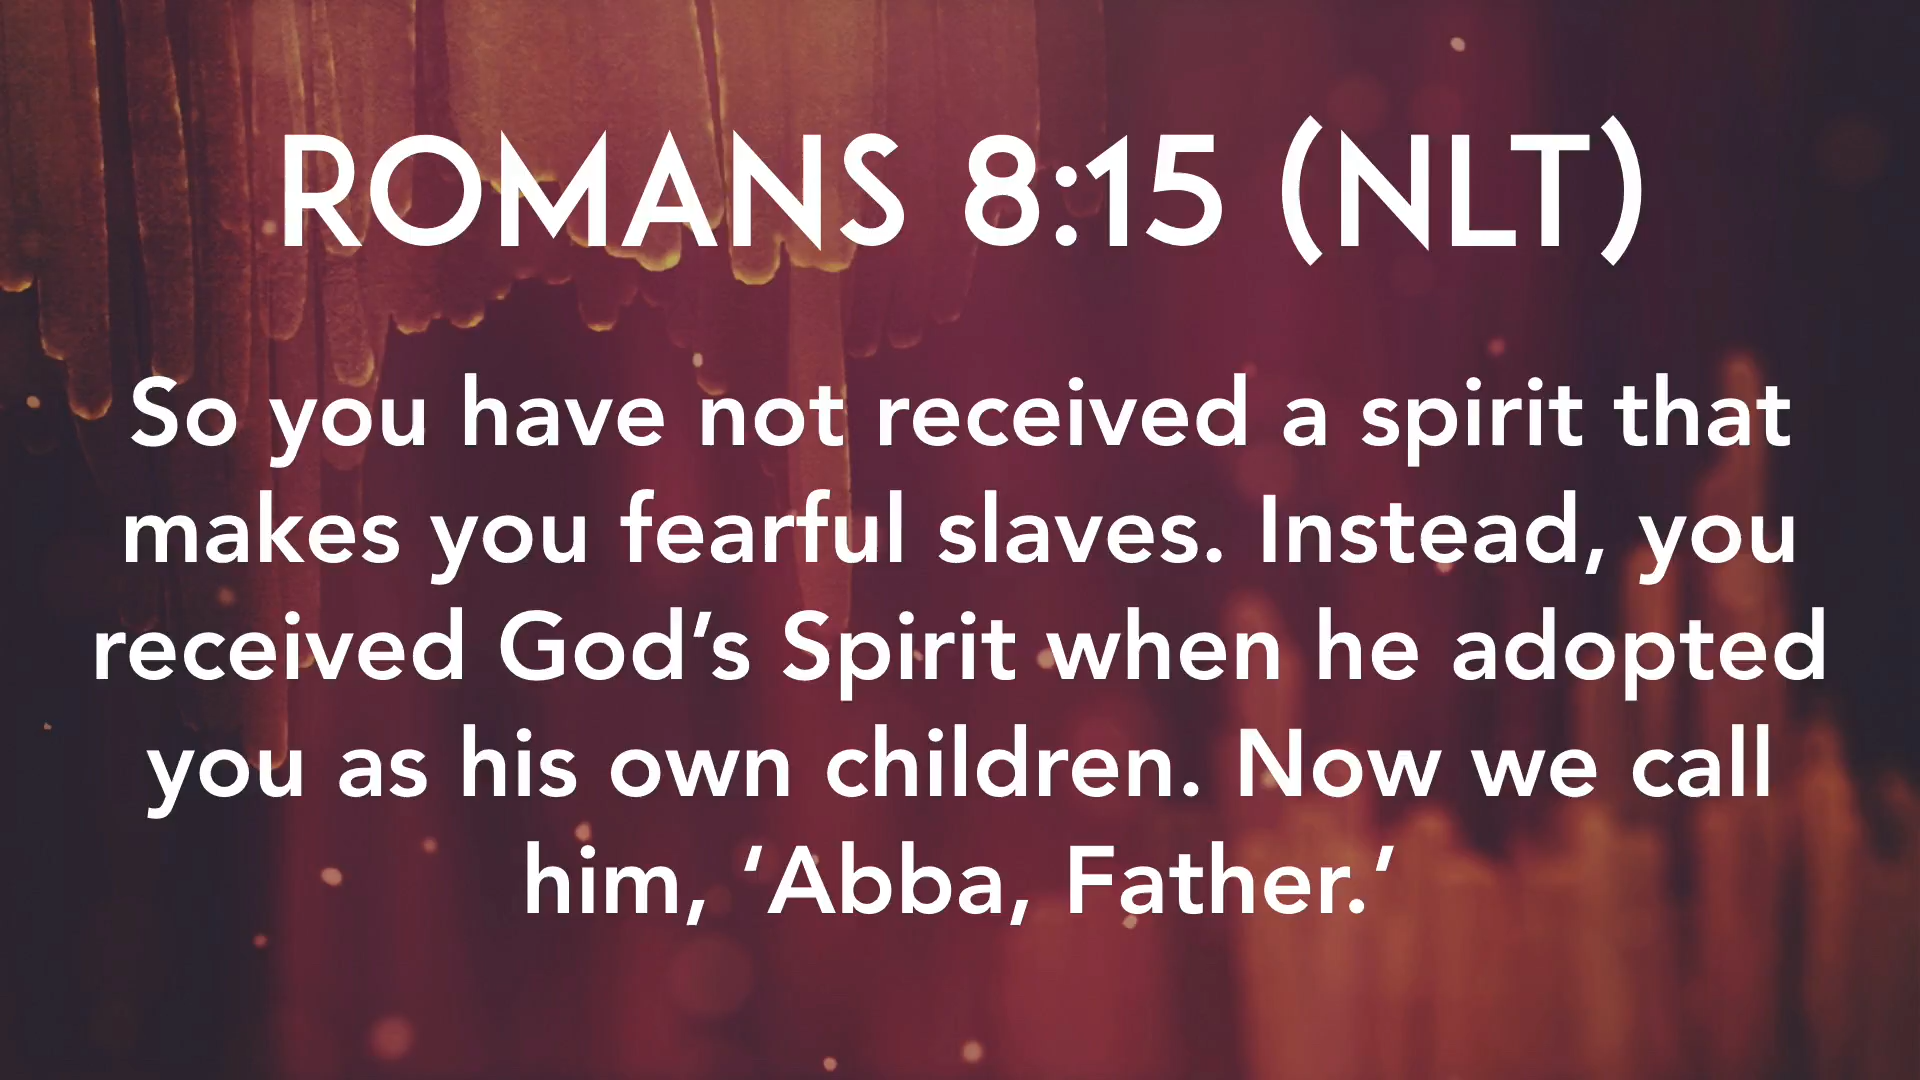 ROMANS 8:15 (NLT)
So you have not received a spirit that
makes you fearful slaves. Instead, you
received God’s Spirit when he adopted
you as his own children. Now we call
him, ‘Abba, Father.’